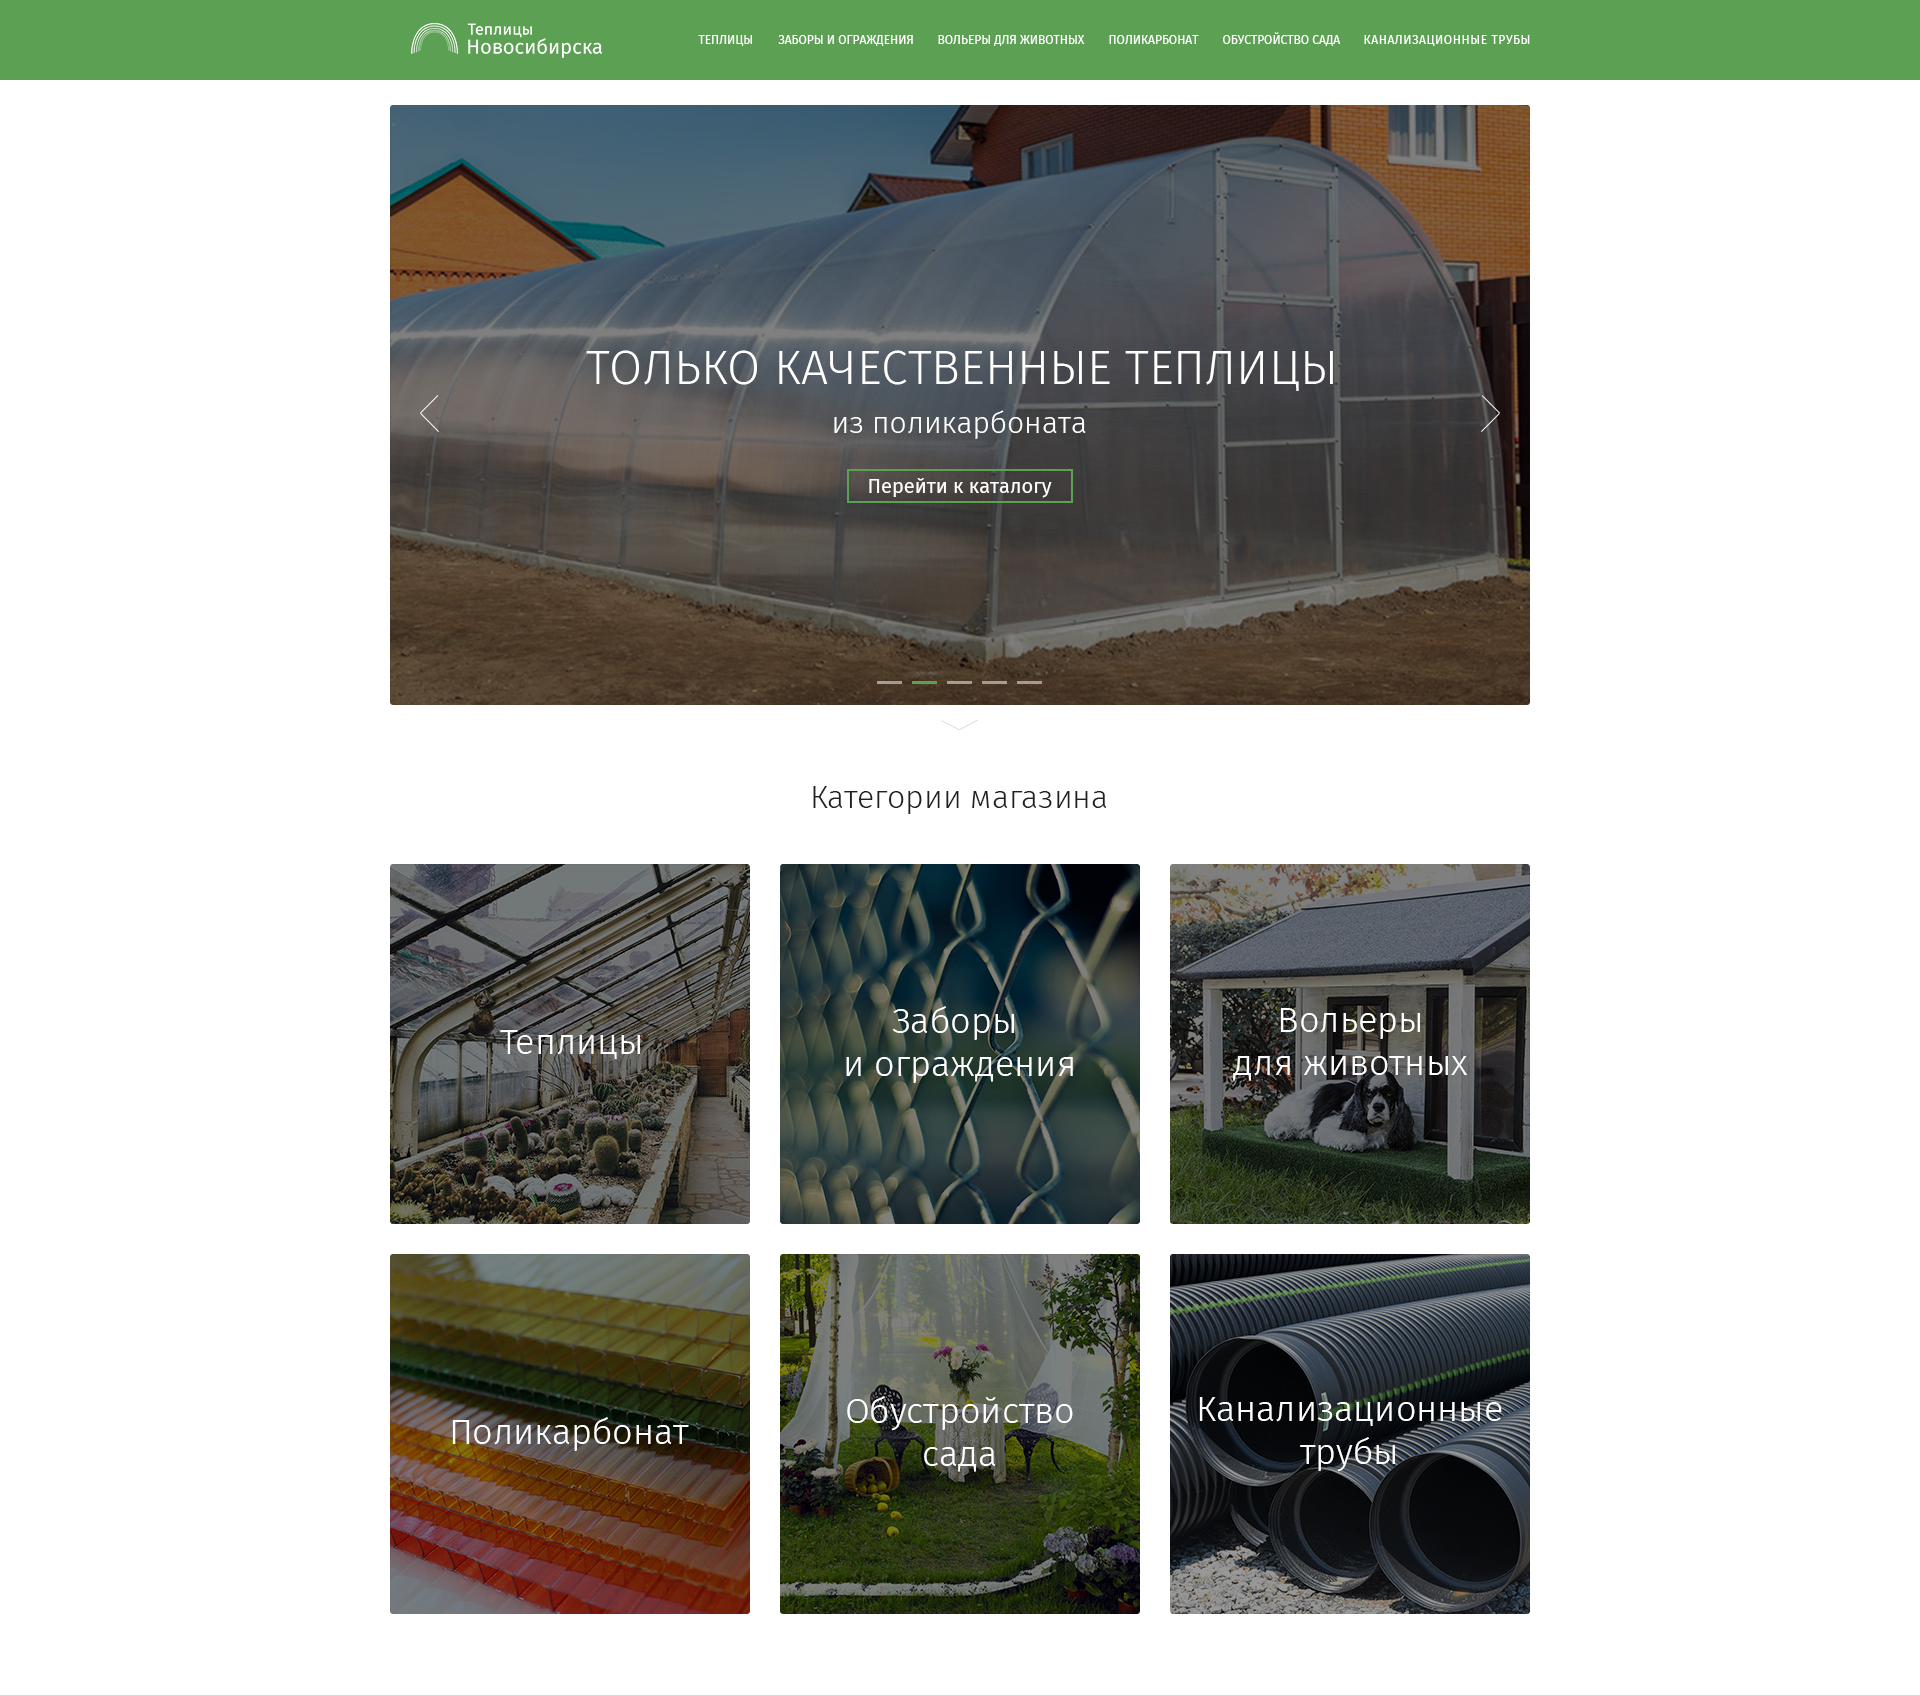 Теплицы
Новосибирска
ТЕПЛИЦЫ ЗАБОРЫ И ОГРАЖДЕНИЯ ВОЛЬЕРЫ ДЛЯ ЖИВОТНЫХ ПОЛИКАРБОНАТ ОБУСТРОЙСТВО САДА КАНАЛИЗАЦИОННЫЕ ТРУБЫ
ТОЛЬКО КАЧЕСТВЕННЫЕ ТЕПЛИЦЫ
из поликарбоната
Перейти к каталогу
Категории магазина
Теплицы
Заборы
и ограждения
Вольеры
для животных
Поликарбонат
Обустройство
сада
Канализационные
трубы